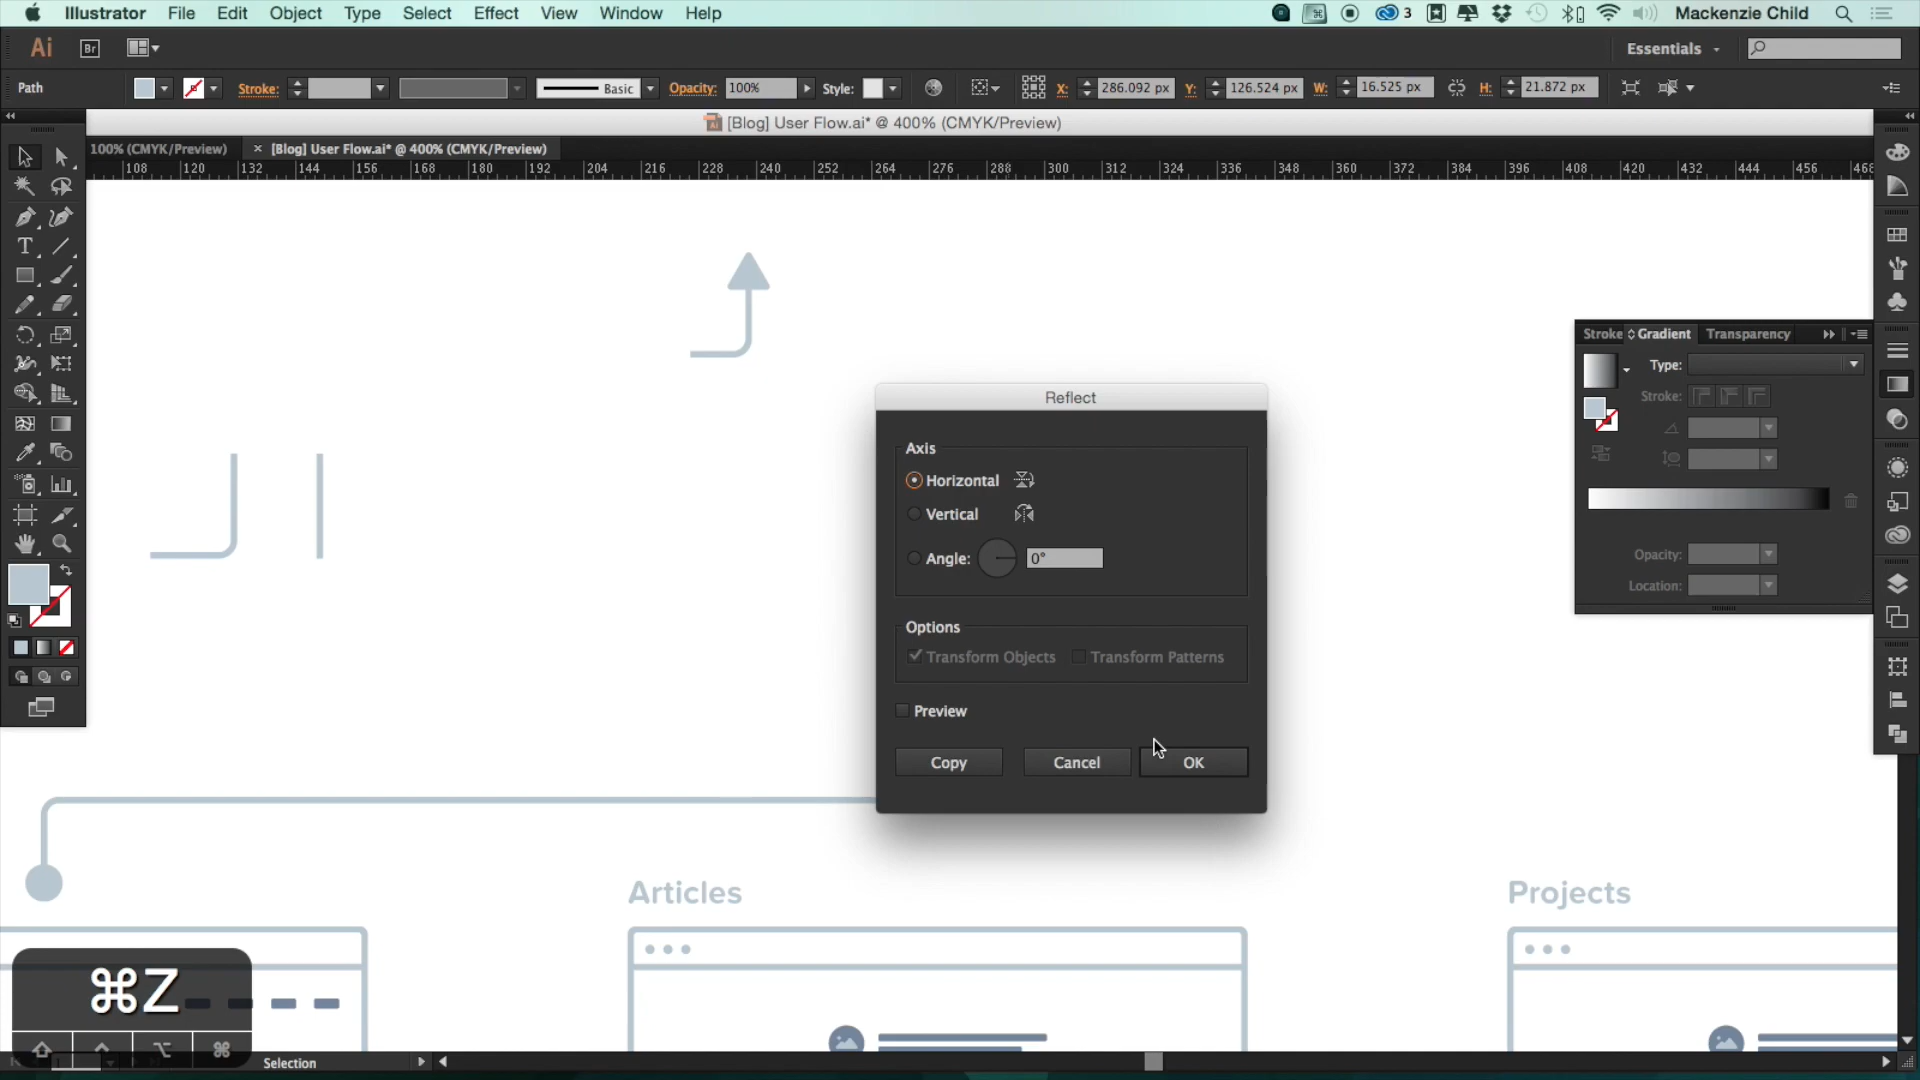 Illustrator File Edit Object Type Select Effect View Window Help 3 Mackenzie Child
Ai Br Essentials
Path Stroke: Basic Opacity: 100% Style: X: 286.092 px Y: 126.524 px W: 16.525 px H: 21.872 px
[Blog] User Flow.ai* @ 400% (CMYK/Preview)
100% (CMYK/Preview) × [Blog] User Flow.ai* @ 400% (CMYK/Preview)
108 120 132 144 156 168 180 192 204 216 228 240 252 264 276 288 300 312 324 336 348 360 372 384 396 408 420 432 444 456 468
Stroke Gradient Transparency
Type:
Stroke:
Opacity:
Location:
Reflect
Axis
Horizontal
Vertical
Angle: 0°
Options
Transform Objects Transform Patterns
Preview
Copy Cancel OK
Articles Projects
⌘Z
⇧ ⌃ ⌥ ⌘
Selection